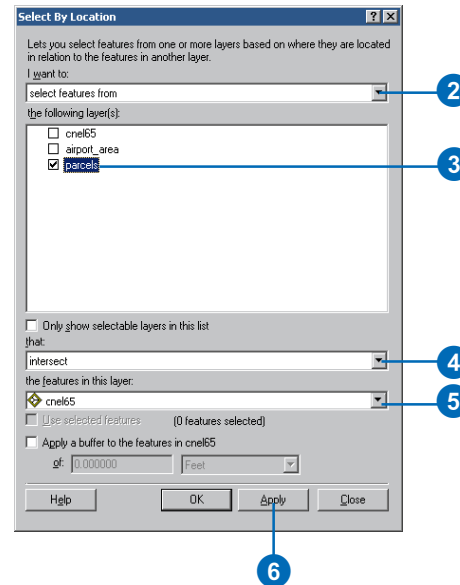 Select By Location
Lets you select features from one or more layers based on where they are located
in relation to the features in another layer.
I want to:
select features from
2
the following layer(s):
cnel65
airport_area
parcels
3
Only show selectable layers in this list
that:
intersect
4
the features in this layer:
cnel65
5
Use selected features (0 features selected)
Apply a buffer to the features in cnel65
of: 0.000000 Feet
Help OK Apply Close
6